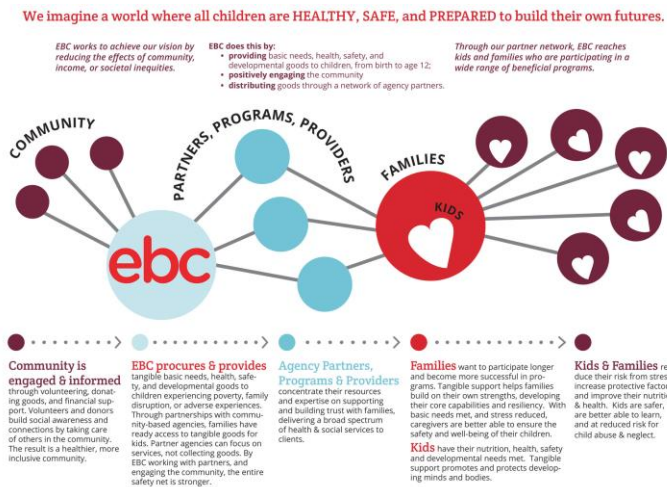 We imagine a world where all children are HEALTHY, SAFE, and PREPARED to build their own futures.
EBC works to achieve our vision by
reducing the effects of community,
income, or societal inequities.
EBC does this by:
• providing basic needs, health, safety, and
developmental goods to children, from birth to age 12;
• positively engaging the community
• distributing goods through a network of agency partners.
Through our partner network, EBC reaches
kids and families who are participating in a
wide range of beneficial programs.
COMMUNITY
PARTNERS, PROGRAMS, PROVIDERS
FAMILIES
KIDS
ebc
Community is
engaged & informed
through volunteering, donat-
ing goods, and financial sup-
port. Volunteers and donors
build social awareness and
connections by taking care
of others in the community.
The result is a healthier, more
inclusive community.
EBC procures & provides
tangible basic needs, health, safe-
ty, and developmental goods to
children experiencing poverty, family
disruption, or adverse experiences.
Through partnerships with commu-
nity-based agencies, families have
ready access to tangible goods for
kids. Partner agencies can focus on
services, not collecting goods. By
EBC working with partners, and
engaging the community, the entire
safety net is stronger.
Agency Partners,
Programs & Providers
concentrate their resources
and expertise on supporting
and building trust with families,
delivering a broad spectrum
of health & social services to
clients.
Families want to participate longer
and become more successful in pro-
grams. Tangible support helps families
build on their own strengths, developing
their core capabilities and resiliency. With
basic needs met, and stress reduced,
caregivers are better able to ensure the
safety and well-being of their children.
Kids have their nutrition, health, safety
and developmental needs met. Tangible
support promotes and protects develop-
ing minds and bodies.
Kids & Families re
duce their risk from stres
increase protective factor
and improve their nutritio
& health. Kids are safer,
are better able to learn,
and at reduced risk for
child abuse & neglect.